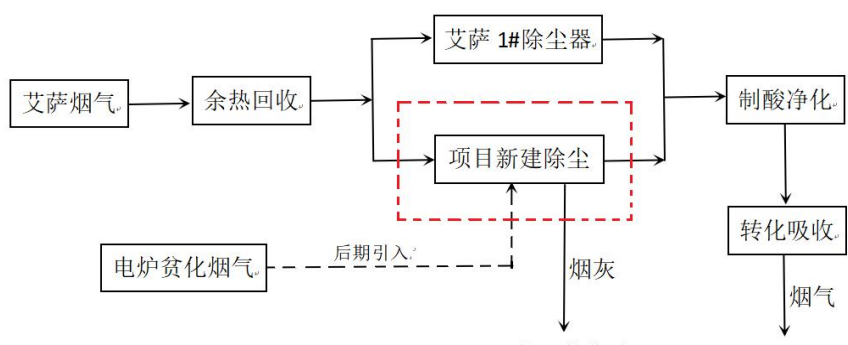 艾萨 1#除尘器
艾萨烟气
余热回收
制酸净化
项目新建除尘
转化吸收
电炉贫化烟气
后期引入
烟灰
烟气